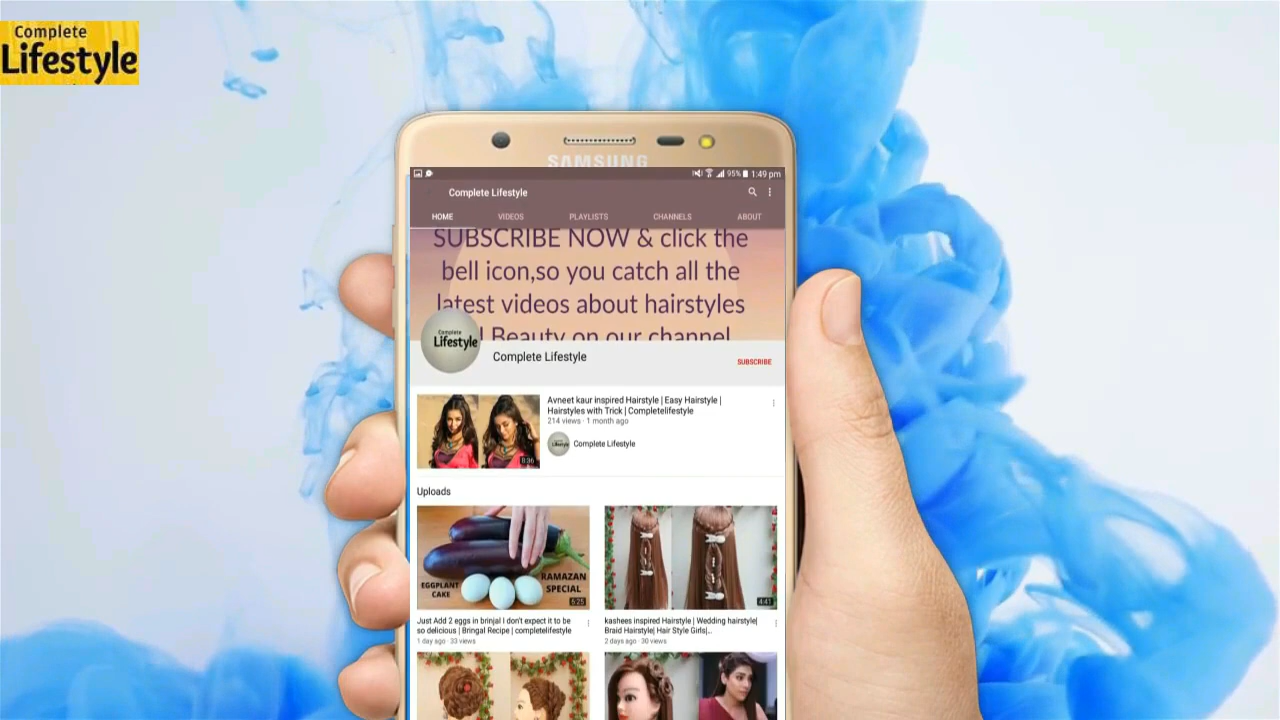 Complete
Lifestyle
SAMSUNG
95% 1:49 pm
Complete Lifestyle
HOME VIDEOS PLAYLISTS CHANNELS ABOUT
SUBSCRIBE NOW & click the
bell icon,so you catch all the
latest videos about hairstyles
Beauty on our channel
Complete
Lifestyle
Complete Lifestyle
SUBSCRIBE
Avneet kaur inspired Hairstyle | Easy Hairstyle |
Hairstyles with Trick | Completelifestyle
214 views · 1 month ago
Lifestyle
Complete Lifestyle
Uploads
EGGPLANT
CAKE
RAMAZAN
SPECIAL
4:41
Just Add 2 eggs in brinjal I don't expect it to be
so delicious | Bringal Recipe | completelifestyle
1 day ago · 33 views
kashees inspired Hairstyle | Wedding hairstyle|
Braid Hairstyle| Hair Style Girls|...
2 days ago · 30 views